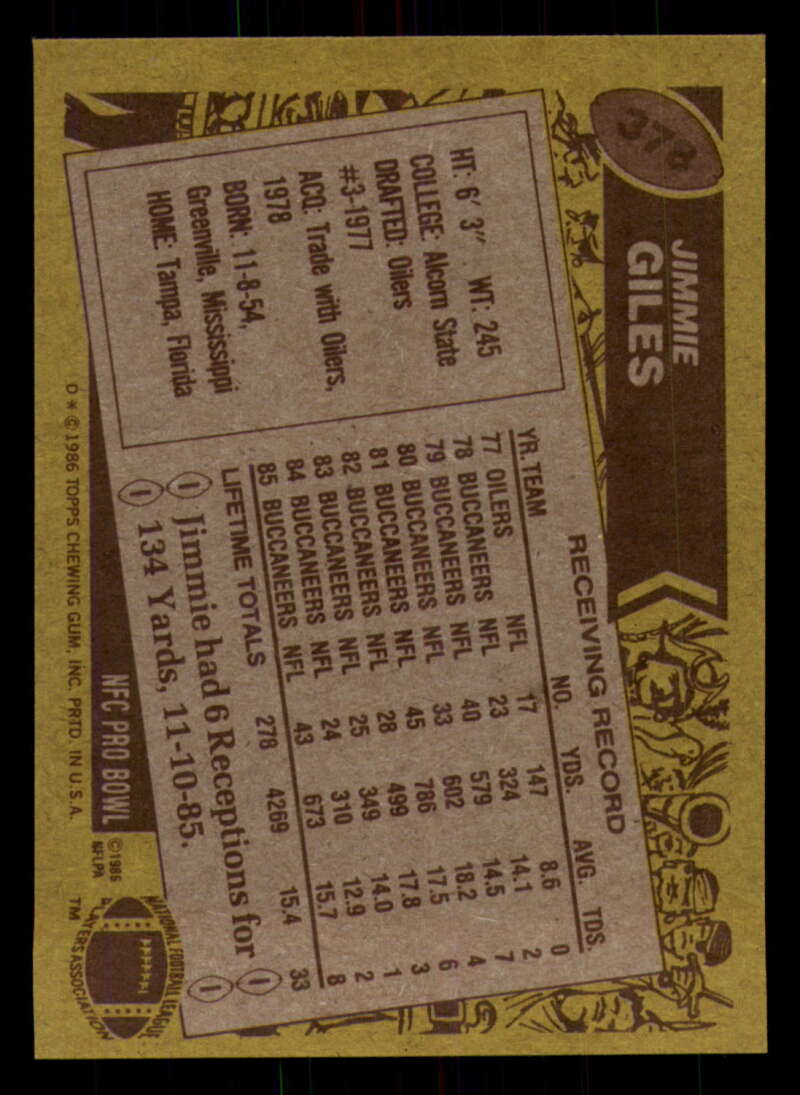 378
JIMMIE
GILES
HT: 6' 3" WT: 245
COLLEGE: Alcorn State
DRAFTED: Oilers
#3-1977
ACQ: Trade with Oilers,
1978
BORN: 11-8-54,
Greenville, Mississippi
HOME: Tampa, Florida
RECEIVING RECORD
YR. TEAM NO. YDS. AVG. TDS.
77 OILERS NFL 17 147 8.6 0
78 BUCCANEERS NFL 23 324 14.1 2
79 BUCCANEERS NFL 40 579 14.5 7
80 BUCCANEERS NFL 33 602 18.2 4
81 BUCCANEERS NFL 45 786 17.5 6
82 BUCCANEERS NFL 28 499 17.8 3
83 BUCCANEERS NFL 25 349 14.0 1
84 BUCCANEERS NFL 24 310 12.9 2
85 BUCCANEERS NFL 43 673 15.7 8
LIFETIME TOTALS 278 4269 15.4 33
Jimmie had 6 Receptions for
134 Yards, 11-10-85.
NFC PRO BOWL
©1986
NFLPA
NATIONAL FOOTBALL LEAGUE
PLAYERS ASSOCIATION
TM
D * © 1986 TOPPS CHEWING GUM, INC. PRTD. IN U.S.A.